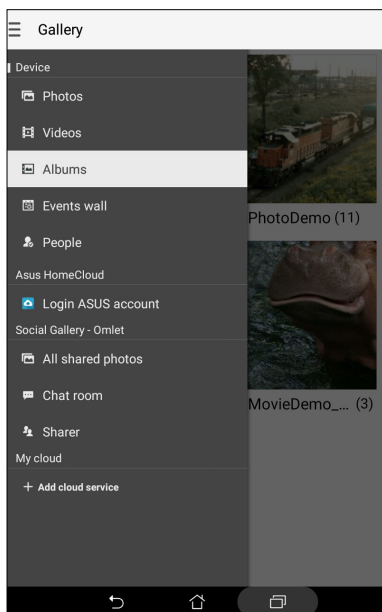 Gallery
Device
Photos
Videos
Albums
Events wall
People
Asus HomeCloud
Login ASUS account
Social Gallery - Omlet
All shared photos
Chat room
Sharer
My cloud
+ Add cloud service
PhotoDemo (11)
MovieDemo_... (3)